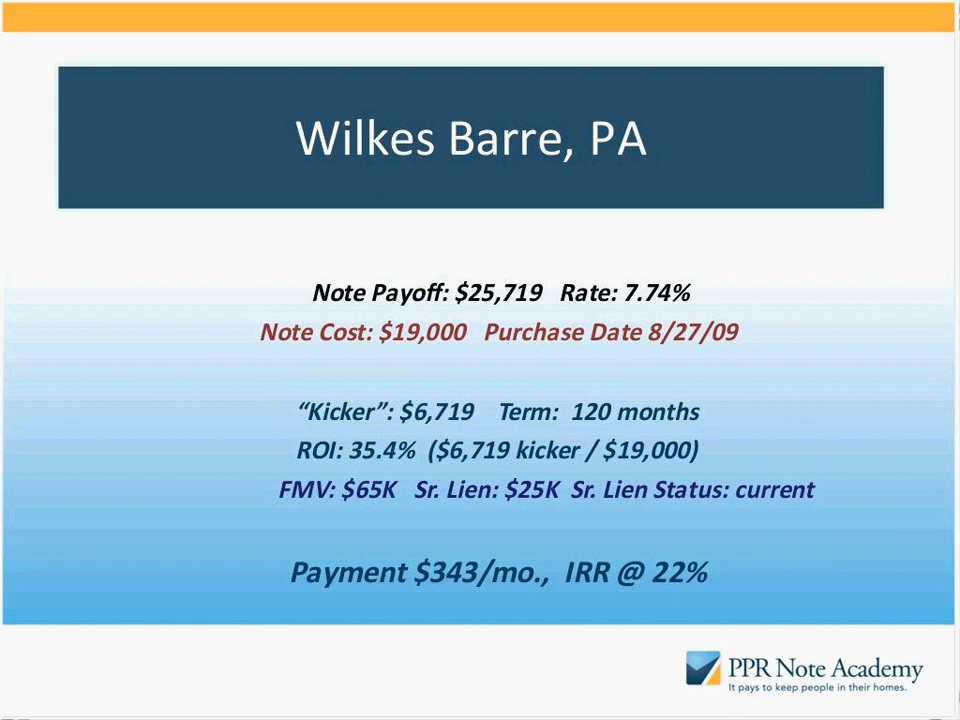 Wilkes Barre, PA
Note Payoff: $25,719 Rate: 7.74%
Note Cost: $19,000 Purchase Date 8/27/09
“Kicker”: $6,719 Term: 120 months
ROI: 35.4% ($6,719 kicker / $19,000)
FMV: $65K Sr. Lien: $25K Sr. Lien Status: current
Payment $343/mo., IRR @ 22%
PPR Note Academy
It pays to keep people in their homes.